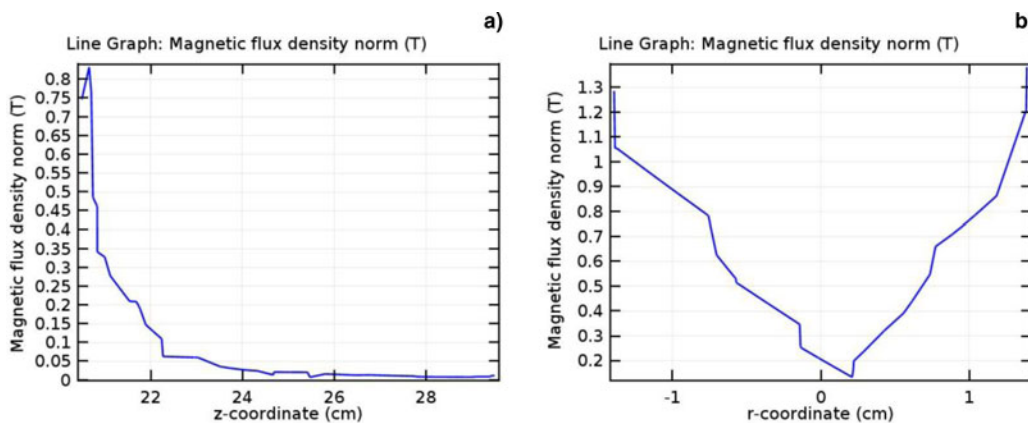 a)
Line Graph: Magnetic flux density norm (T)
Magnetic flux density norm (T)
0.8
0.75
0.7
0.65
0.6
0.55
0.5
0.45
0.4
0.35
0.3
0.25
0.2
0.15
0.1
0.05
0
22 24 26 28
z-coordinate (cm)
b
Line Graph: Magnetic flux density norm (T)
Magnetic flux density norm (T)
1.3
1.2
1.1
1
0.9
0.8
0.7
0.6
0.5
0.4
0.3
0.2
-1 0 1
r-coordinate (cm)